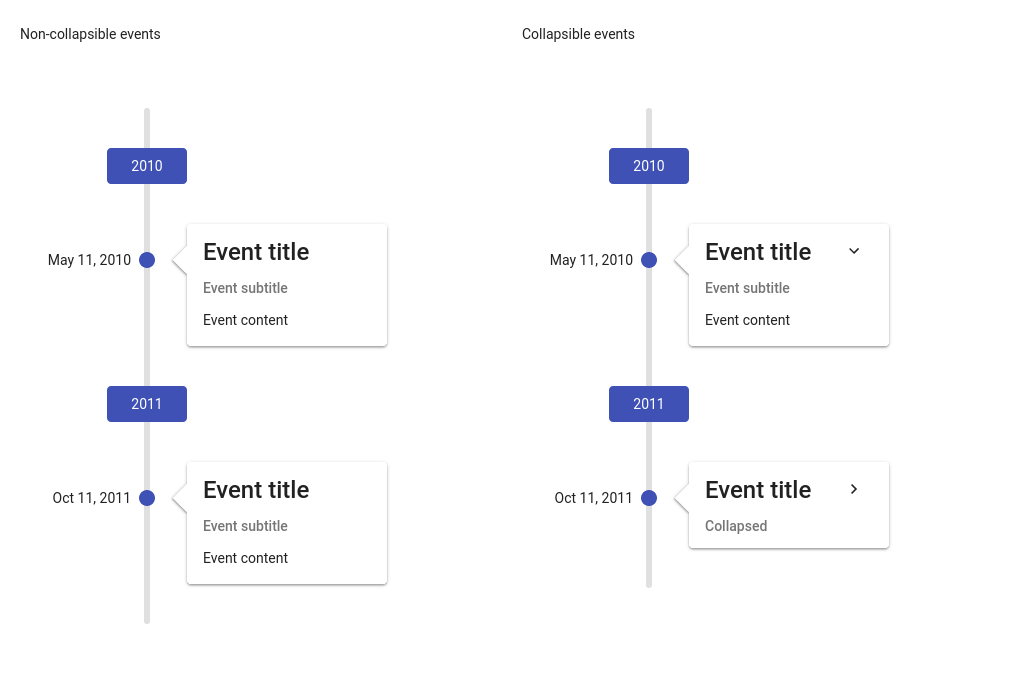 Non-collapsible events
2010
May 11, 2010
Event title
Event subtitle
Event content
2011
Oct 11, 2011
Event title
Event subtitle
Event content
Collapsible events
2010
May 11, 2010
Event title
Event subtitle
Event content
2011
Oct 11, 2011
Event title
Collapsed